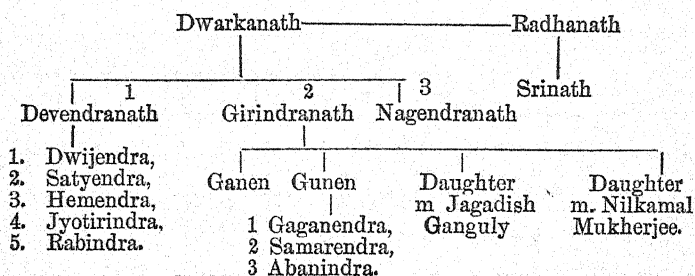 Dwarkanath Radhanath
1 2 3 Srinath
Devendranath Girindranath Nagendranath
1. Dwijendra,
2. Satyendra,
3. Hemendra,
4. Jyotirindra,
5. Rabindra.
Ganen Gunen Daughter Daughter
m Jagadish m. Nilkamal
Ganguly Mukherjee.
1 Gaganendra,
2 Samarendra,
3 Abanindra.